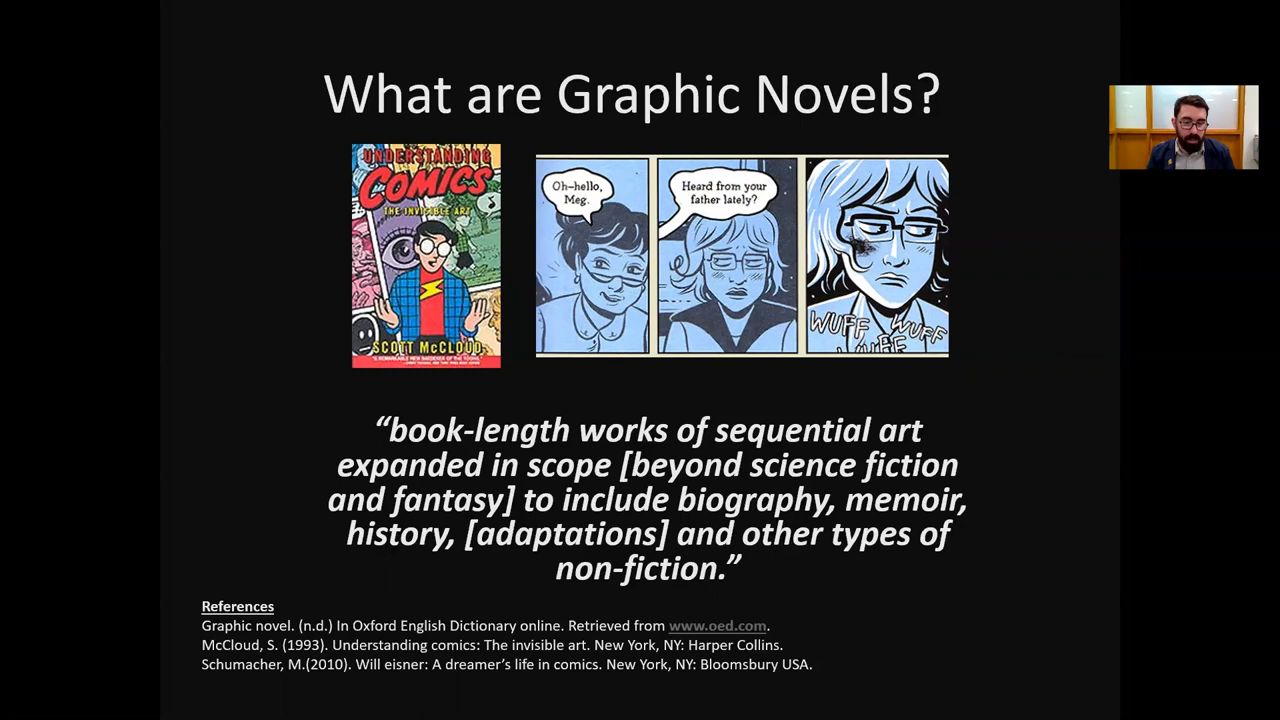 What are Graphic Novels?
UNDERSTANDING
COMICS
THE INVISIBLE ART
SCOTT McCLOUD
Oh-hello,
Meg.
Heard from your
father lately?
WUFF WUFF
WUFF
“book-length works of sequential art
expanded in scope [beyond science fiction
and fantasy] to include biography, memoir,
history, [adaptations] and other types of
non-fiction.”
References
Graphic novel. (n.d.) In Oxford English Dictionary online. Retrieved from www.oed.com.
McCloud, S. (1993). Understanding comics: The invisible art. New York, NY: Harper Collins.
Schumacher, M.(2010). Will eisner: A dreamer’s life in comics. New York, NY: Bloomsbury USA.